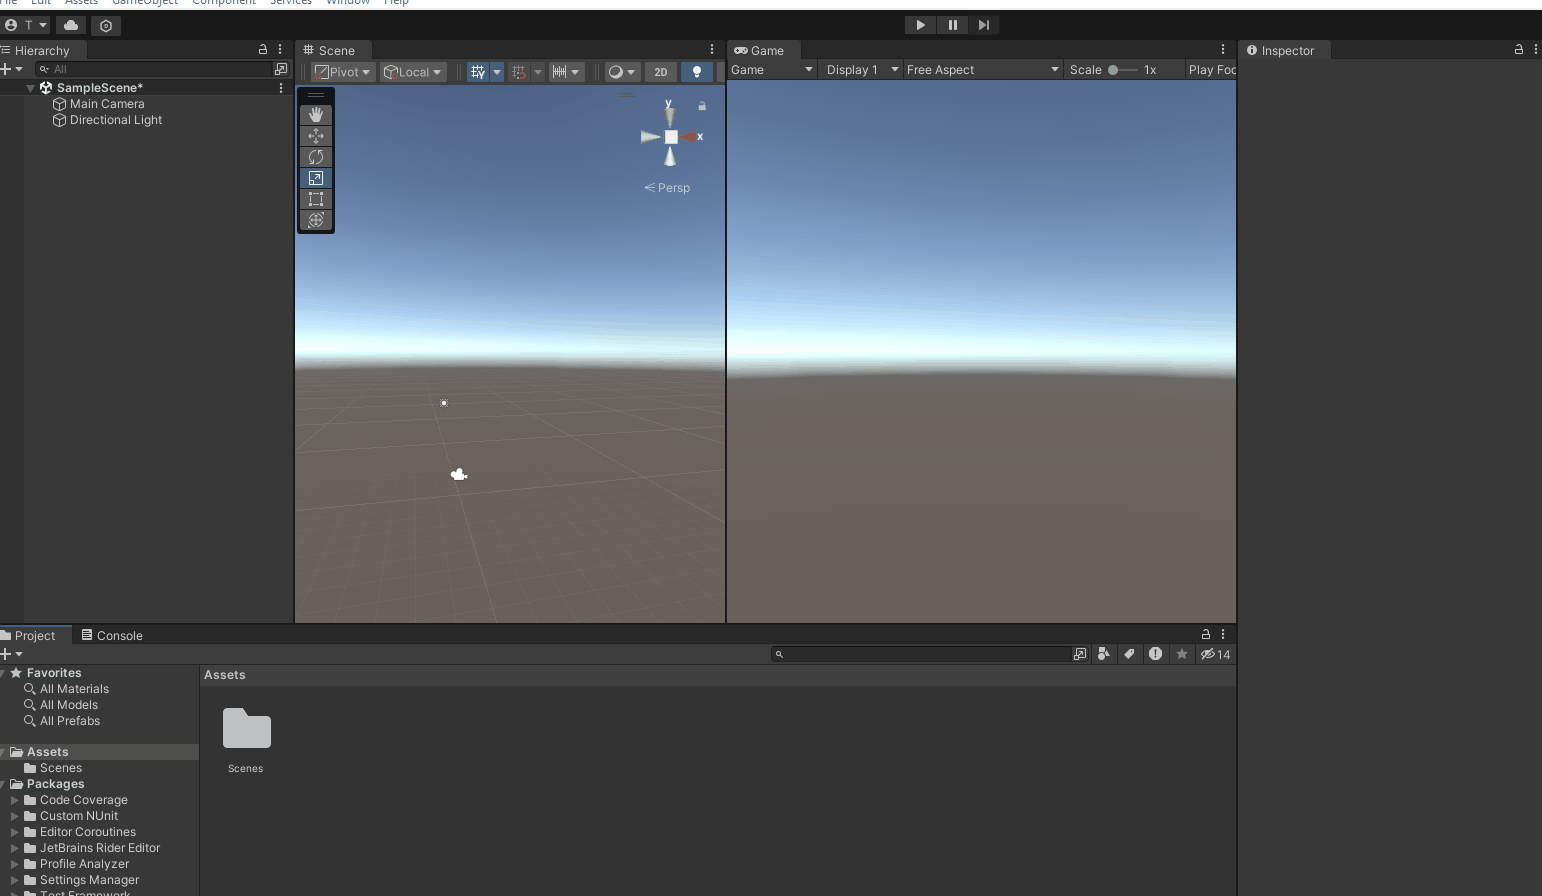 File Edit Assets GameObject Component Services Window Help
T
Hierarchy
All
SampleScene*
Main Camera
Directional Light
Scene
Pivot Local 2D
y
x
Persp
Game
Game Display 1 Free Aspect Scale 1x Play Foc
Inspector
Project Console
14
Favorites
All Materials
All Models
All Prefabs
Assets
Scenes
Packages
Code Coverage
Custom NUnit
Editor Coroutines
JetBrains Rider Editor
Profile Analyzer
Settings Manager
Test Framework
Assets
Scenes